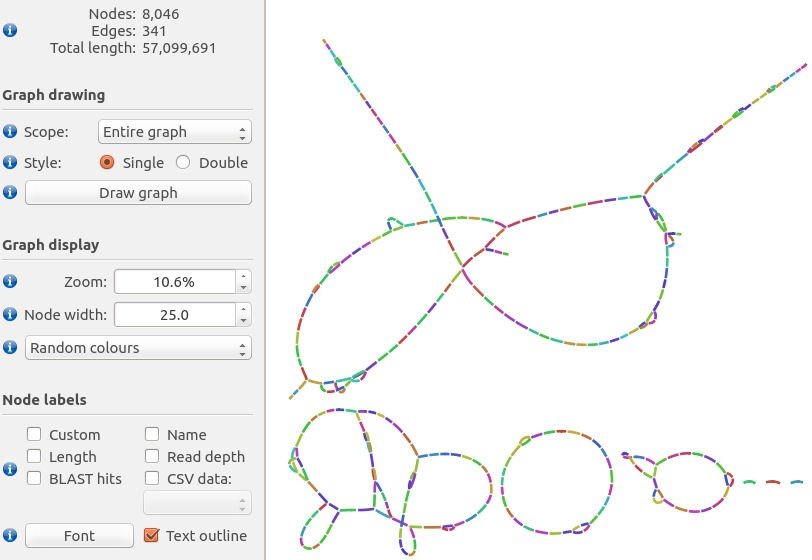 Nodes: 8,046
Edges: 341
Total length: 57,099,691
Graph drawing
Scope: Entire graph
Style: Single Double
Draw graph
Graph display
Zoom: 10.6%
Node width: 25.0
Random colours
Node labels
Custom Name
Length Read depth
BLAST hits CSV data:
Font Text outline